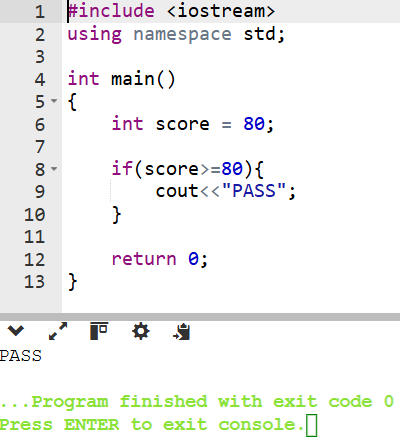 1 #include <iostream>
2 using namespace std;
3
4 int main()
5 {
6     int score = 80;
7
8     if(score>=80){
9         cout<<"PASS";
10     }
11
12     return 0;
13 }
PASS
...Program finished with exit code 0
Press ENTER to exit console.